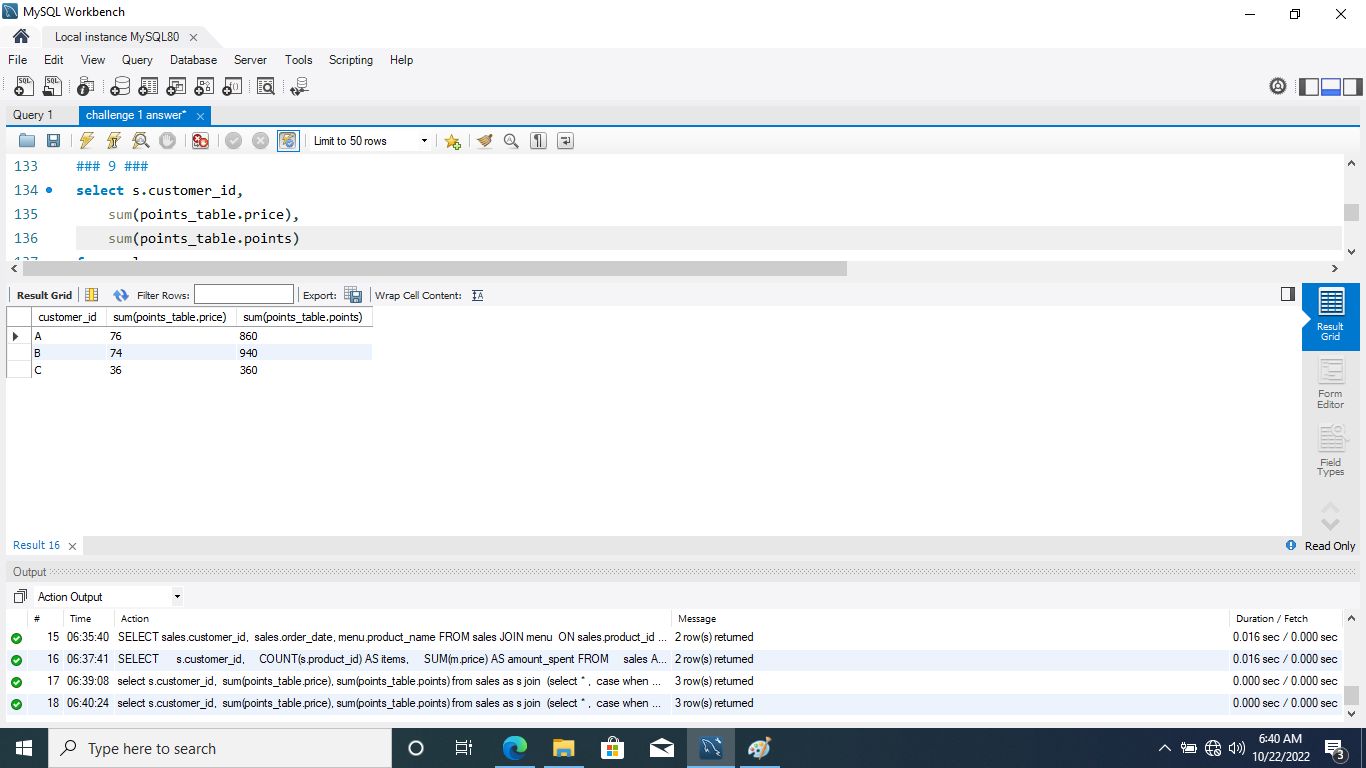 MySQL Workbench
Local instance MySQL80
File Edit View Query Database Server Tools Scripting Help
Query 1 challenge 1 answer*
Limit to 50 rows
133 ### 9 ###
134 select s.customer_id,
135 sum(points_table.price),
136 sum(points_table.points)
Result Grid Filter Rows: Export: Wrap Cell Content:
customer_id sum(points_table.price) sum(points_table.points)
A 76 860
B 74 940
C 36 360
Result
Grid
Form
Editor
Field
Types
Result 16 Read Only
Output
Action Output
# Time Action Message Duration / Fetch
15 06:35:40 SELECT sales.customer_id, sales.order_date, menu.product_name FROM sales JOIN menu ON sales.product_id ... 2 row(s) returned 0.016 sec / 0.000 sec
16 06:37:41 SELECT s.customer_id, COUNT(s.product_id) AS items, SUM(m.price) AS amount_spent FROM sales A... 2 row(s) returned 0.016 sec / 0.000 sec
17 06:39:08 select s.customer_id, sum(points_table.price), sum(points_table.points) from sales as s join (select * , case when ... 3 row(s) returned 0.000 sec / 0.000 sec
18 06:40:24 select s.customer_id, sum(points_table.price), sum(points_table.points) from sales as s join (select * , case when ... 3 row(s) returned 0.000 sec / 0.000 sec
Type here to search
6:40 AM
10/22/2022
3